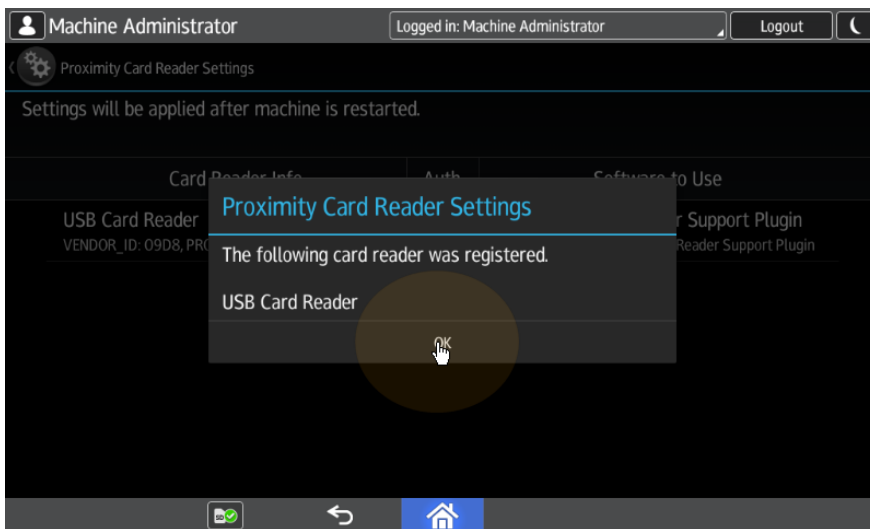 Machine Administrator
Logged in: Machine Administrator
Logout
Proximity Card Reader Settings
Settings will be applied after machine is restarted.
Card Reader Info
Auth
Software to Use
USB Card Reader
r Support Plugin
VENDOR_ID: 09D8, PRO
Reader Support Plugin
Proximity Card Reader Settings
The following card reader was registered.
USB Card Reader
OK